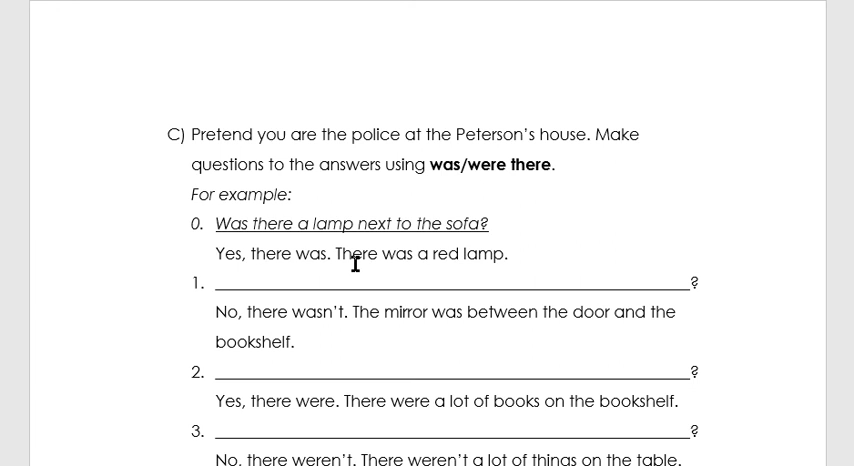 C) Pretend you are the police at the Peterson's house. Make
questions to the answers using was/were there.
For example:
0. Was there a lamp next to the sofa?
Yes, there was. There was a red lamp.
1. ______________________________?
No, there wasn't. The mirror was between the door and the
bookshelf.
2. ______________________________?
Yes, there were. There were a lot of books on the bookshelf.
3. ______________________________?
No, there weren't. There weren't a lot of things on the table.